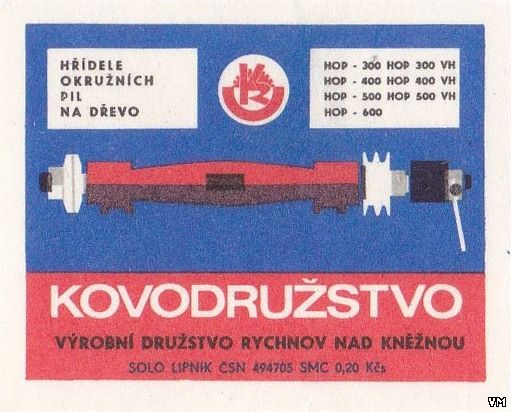 HŘÍDELE
OKRUŽNÍCH
PIL
NA DŘEVO
KR
HOP - 300 HOP 300 VH
HOP - 400 HOP 400 VH
HOP - 500 HOP 500 VH
HOP - 600
KOVODRUŽSTVO
VÝROBNÍ DRUŽSTVO RYCHNOV NAD KNĚŽNOU
SOLO LIPNÍK ČSN 494705 SMC 0,20 Kčs
VM